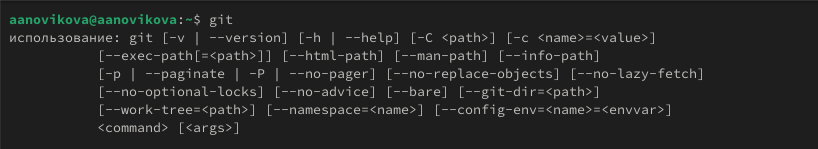 aanovikova@aanovikova:~$ git
использование: git [-v | --version] [-h | --help] [-C <path>] [-c <name>=<value>]
[--exec-path[=<path>]] [--html-path] [--man-path] [--info-path]
[-p | --paginate | -P | --no-pager] [--no-replace-objects] [--no-lazy-fetch]
[--no-optional-locks] [--no-advice] [--bare] [--git-dir=<path>]
[--work-tree=<path>] [--namespace=<name>] [--config-env=<name>=<envvar>]
<command> [<args>]